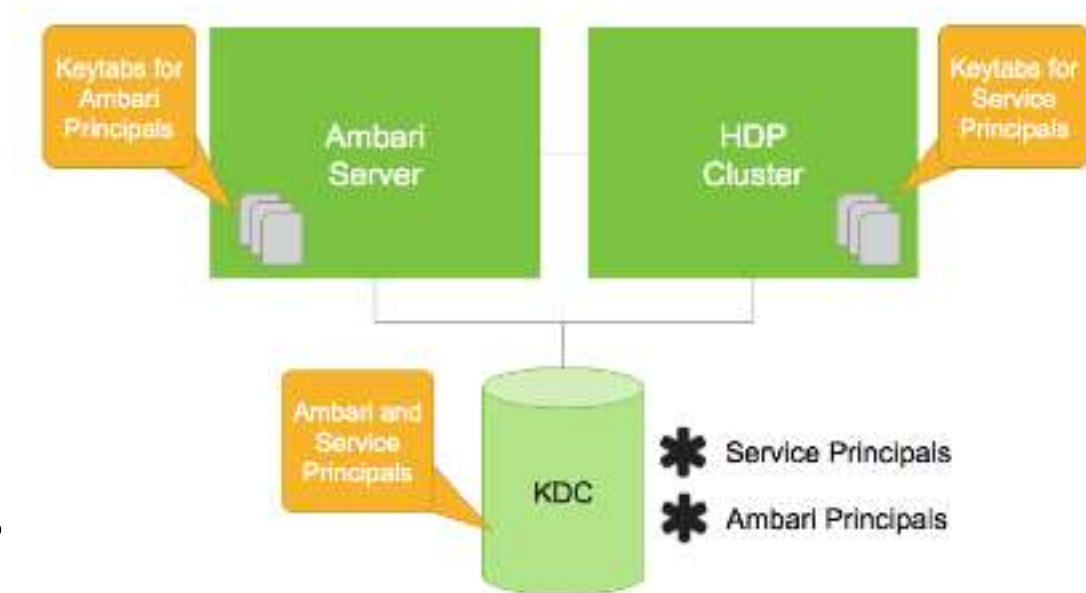 Keytabs for
Ambari
Principals
Ambari
Server
HDP
Cluster
Keytabs for
Service
Principals
Ambari and
Service
Principals
KDC
Service Principals
Ambari Principals